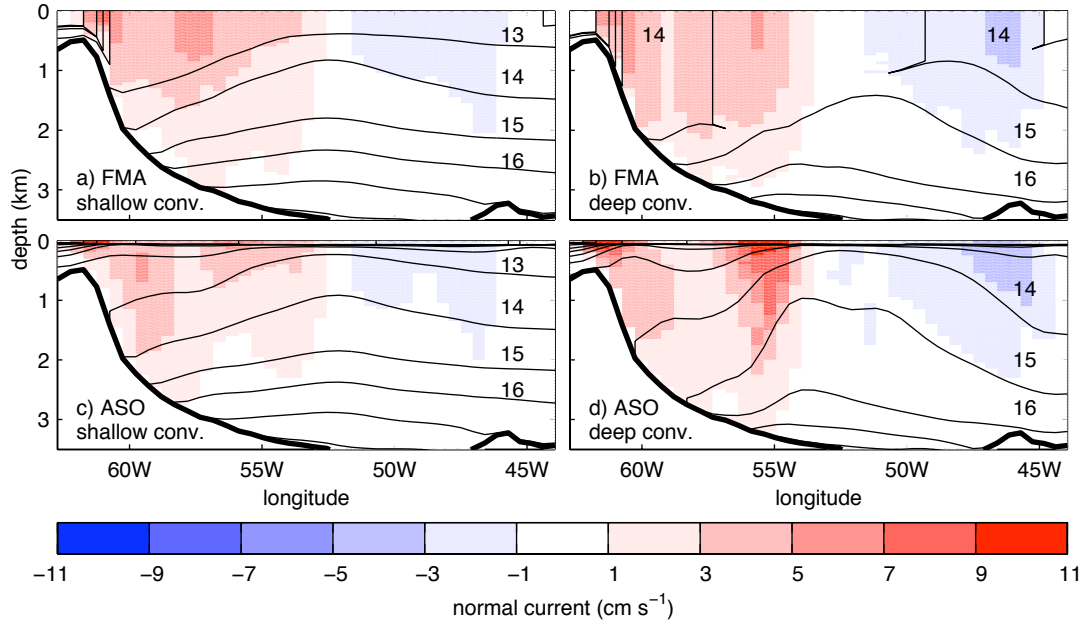 0
1
2
3
depth (km)
13
14
15
16
a) FMA
shallow conv.
14
14
15
16
b) FMA
deep conv.
0
1
2
3
13
14
15
16
c) ASO
shallow conv.
14
15
16
d) ASO
deep conv.
60W 55W 50W 45W
longitude
60W 55W 50W 45W
longitude
−11 −9 −7 −5 −3 −1 1 3 5 7 9 11
normal current (cm s⁻¹)